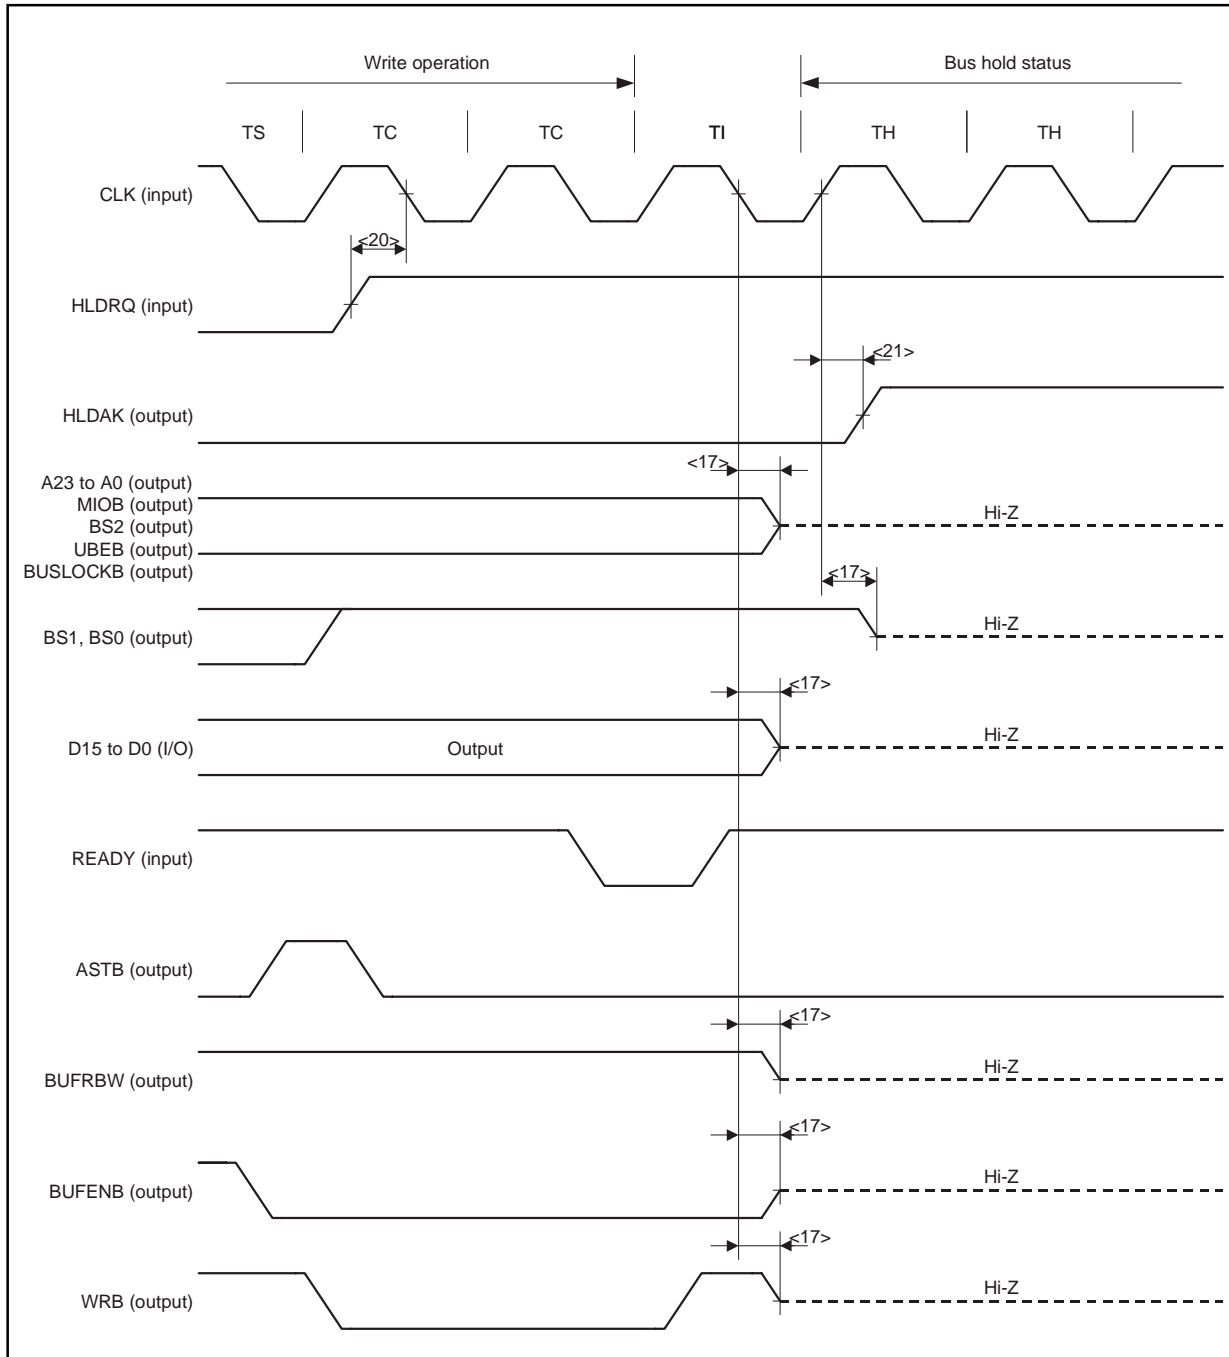 Write operation
Bus hold status
TS
TC
TC
TI
TH
TH
CLK (input)
<20>
HLDRQ (input)
<21>
HLDAK (output)
<17>
A23 to A0 (output)
MIOB (output)
BS2 (output)
UBEB (output)
BUSLOCKB (output)
Hi-Z
<17>
BS1, BS0 (output)
Hi-Z
<17>
D15 to D0 (I/O)
Output
Hi-Z
READY (input)
ASTB (output)
<17>
BUFRBW (output)
Hi-Z
<17>
BUFENB (output)
Hi-Z
<17>
WRB (output)
Hi-Z